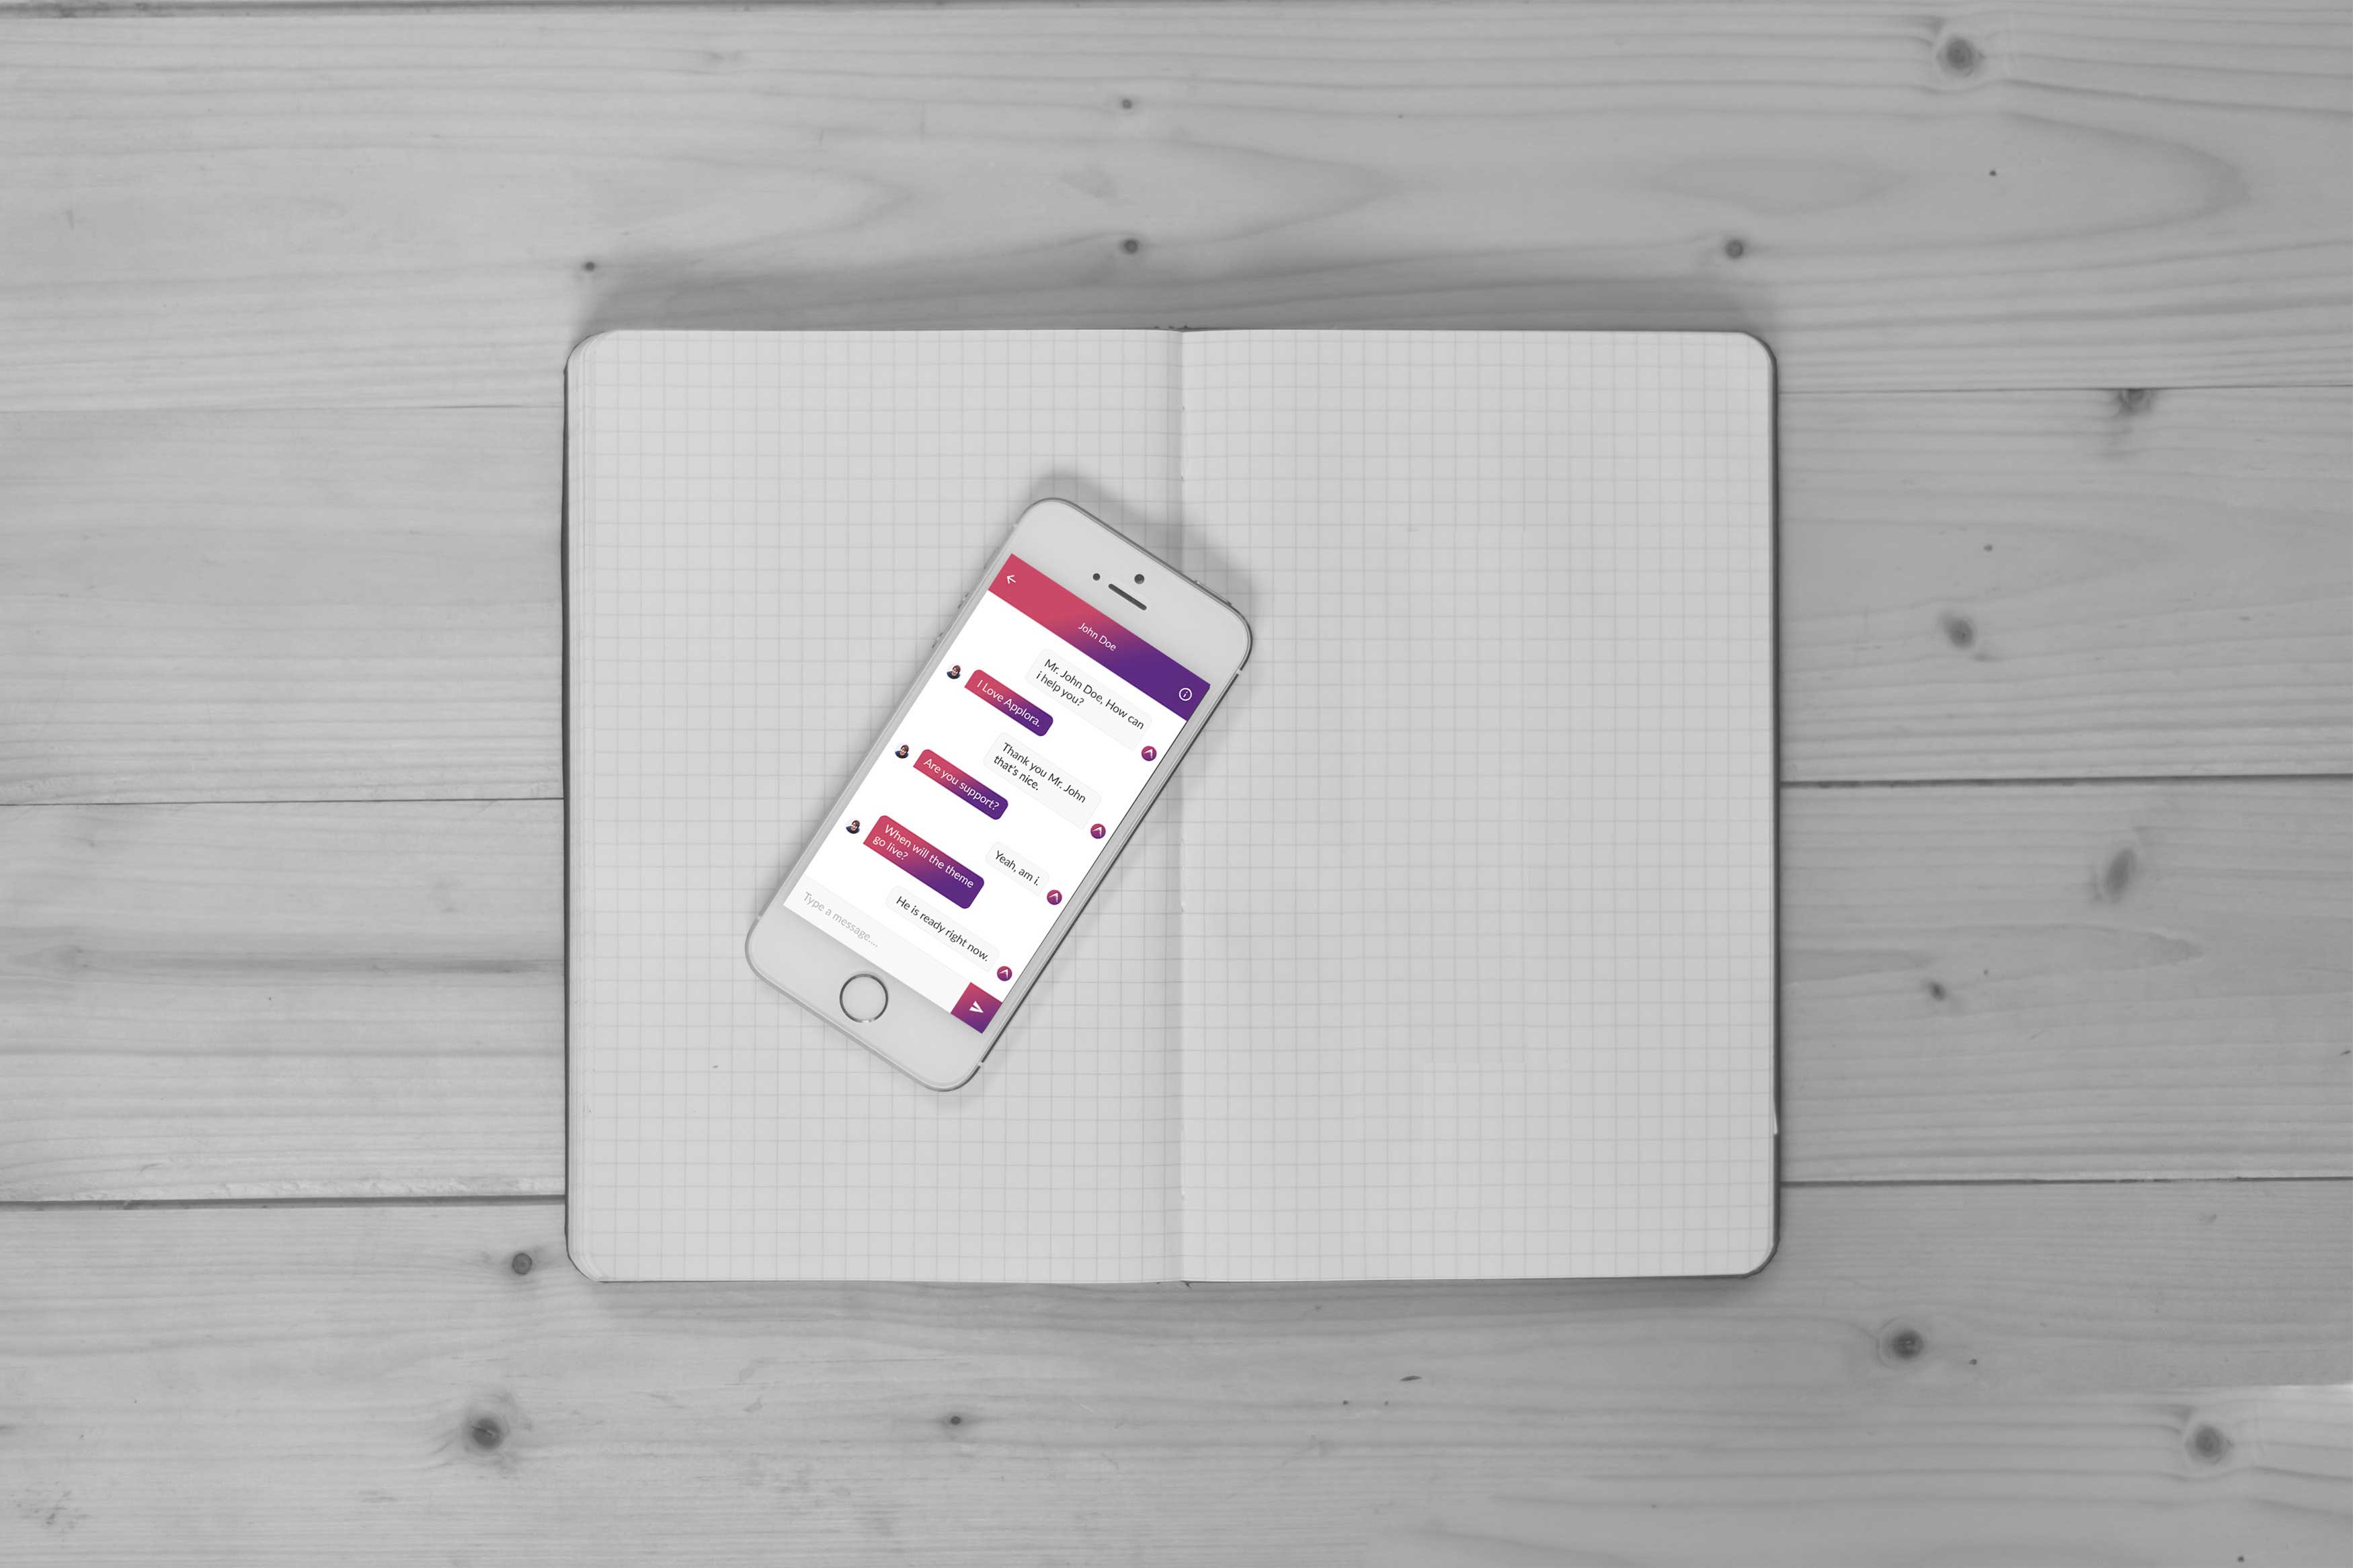 John Doe
Mr. John Doe, How can
i help you?
I Love Applora.
Thank you Mr. John
that's nice.
Are you support?
Yeah, am i.
When will the theme
go live?
He is ready right now.
Type a message....